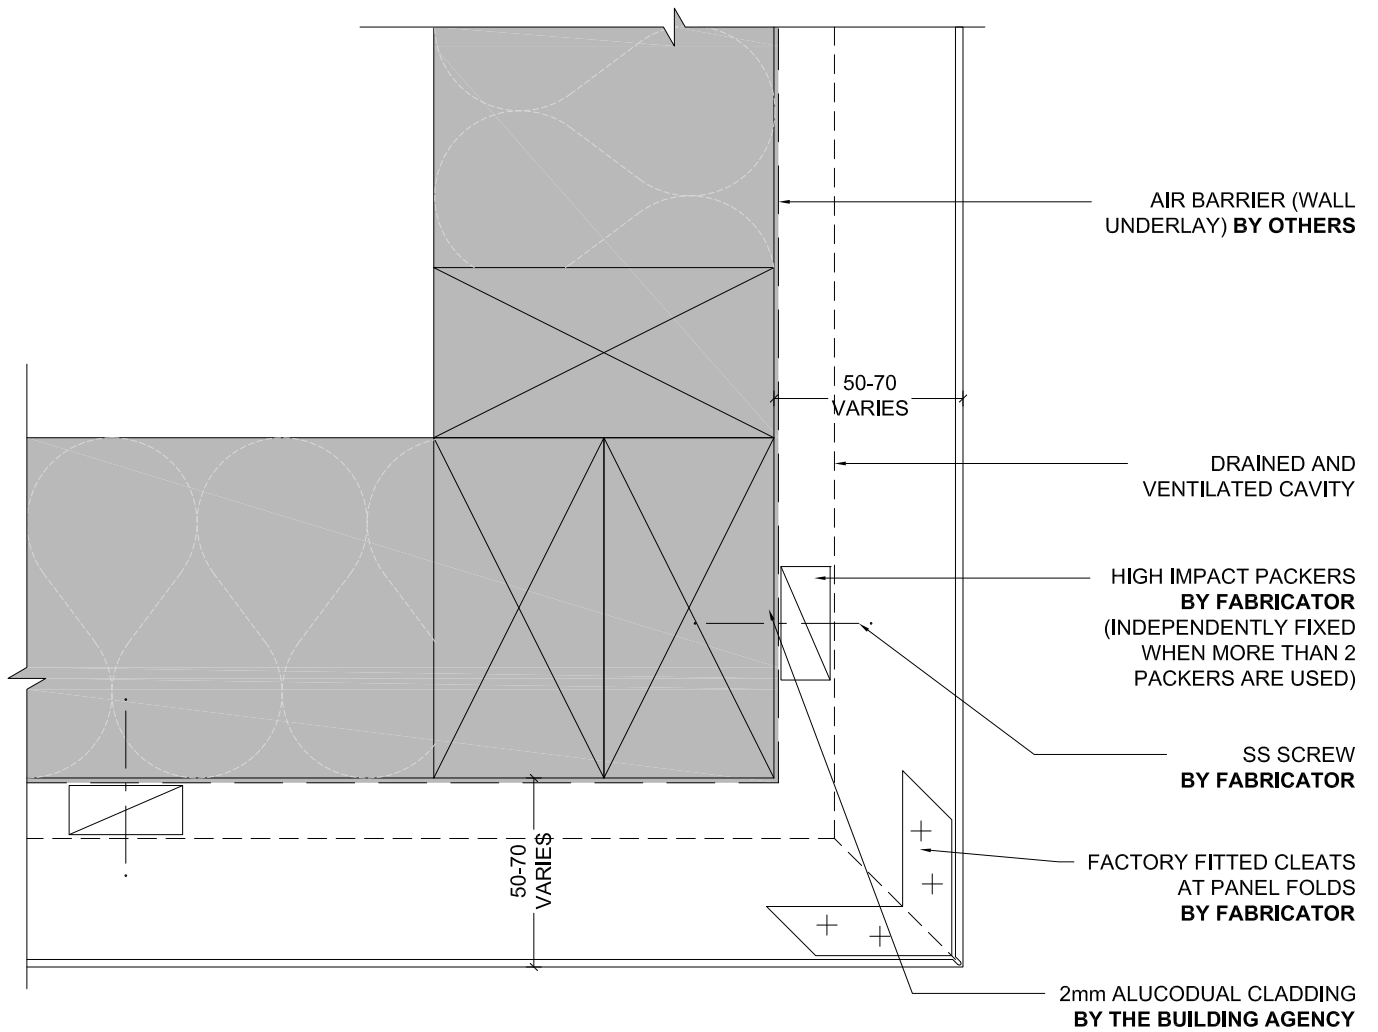 AIR BARRIER (WALL
UNDERLAY) BY OTHERS
50-70
VARIES
DRAINED AND
VENTILATED CAVITY
HIGH IMPACT PACKERS
BY FABRICATOR
(INDEPENDENTLY FIXED
WHEN MORE THAN 2
PACKERS ARE USED)
SS SCREW
BY FABRICATOR
50-70
VARIES
FACTORY FITTED CLEATS
AT PANEL FOLDS
BY FABRICATOR
2mm ALUCODUAL CLADDING
BY THE BUILDING AGENCY